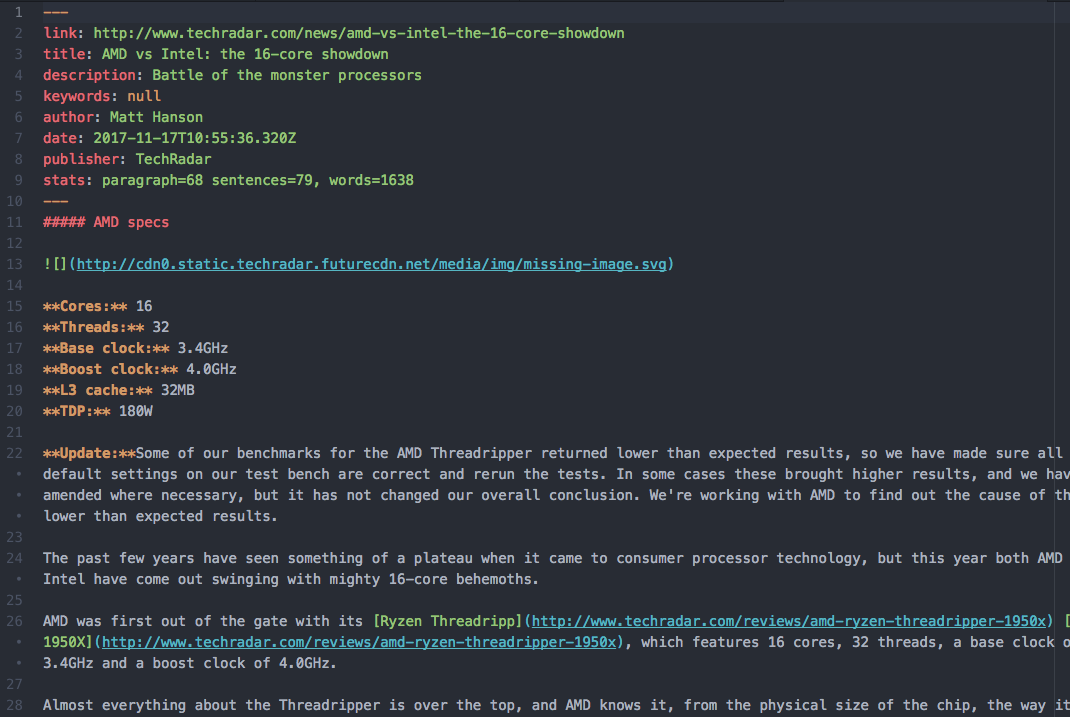 1 ---
2 link: http://www.techradar.com/news/amd-vs-intel-the-16-core-showdown
3 title: AMD vs Intel: the 16-core showdown
4 description: Battle of the monster processors
5 keywords: null
6 author: Matt Hanson
7 date: 2017-11-17T10:55:36.320Z
8 publisher: TechRadar
9 stats: paragraph=68 sentences=79, words=1638
10 ---
11 ##### AMD specs
12
13 ![](http://cdn0.static.techradar.futurecdn.net/media/img/missing-image.svg)
14
15 **Cores:** 16
16 **Threads:** 32
17 **Base clock:** 3.4GHz
18 **Boost clock:** 4.0GHz
19 **L3 cache:** 32MB
20 **TDP:** 180W
21
22 **Update:**Some of our benchmarks for the AMD Threadripper returned lower than expected results, so we have made sure all
• default settings on our test bench are correct and rerun the tests. In some cases these brought higher results, and we hav
• amended where necessary, but it has not changed our overall conclusion. We're working with AMD to find out the cause of th
• lower than expected results.
23
24 The past few years have seen something of a plateau when it came to consumer processor technology, but this year both AMD
• Intel have come out swinging with mighty 16-core behemoths.
25
26 AMD was first out of the gate with its [Ryzen Threadripp](http://www.techradar.com/reviews/amd-ryzen-threadripper-1950x) [
• 1950X](http://www.techradar.com/reviews/amd-ryzen-threadripper-1950x), which features 16 cores, 32 threads, a base clock o
• 3.4GHz and a boost clock of 4.0GHz.
27
28 Almost everything about the Threadripper is over the top, and AMD knows it, from the physical size of the chip, the way it